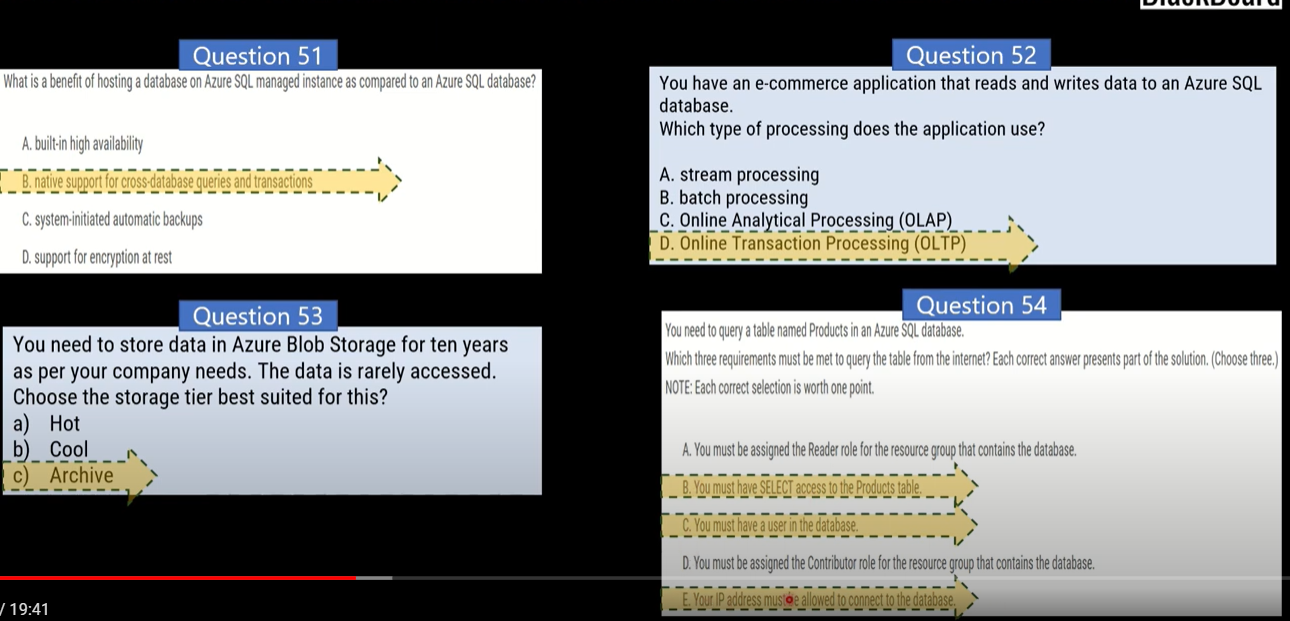 BlackBoard
Question 51
What is a benefit of hosting a database on Azure SQL managed instance as compared to an Azure SQL database?
A. built-in high availability
B. native support for cross-database queries and transactions
C. system-initiated automatic backups
D. support for encryption at rest
Question 52
You have an e-commerce application that reads and writes data to an Azure SQL
database.
Which type of processing does the application use?
A. stream processing
B. batch processing
C. Online Analytical Processing (OLAP)
D. Online Transaction Processing (OLTP)
Question 53
You need to store data in Azure Blob Storage for ten years
as per your company needs. The data is rarely accessed.
Choose the storage tier best suited for this?
a) Hot
b) Cool
c) Archive
Question 54
You need to query a table named Products in an Azure SQL database.
Which three requirements must be met to query the table from the internet? Each correct answer presents part of the solution. (Choose three.)
NOTE: Each correct selection is worth one point.
A. You must be assigned the Reader role for the resource group that contains the database.
B. You must have SELECT access to the Products table.
C. You must have a user in the database.
D. You must be assigned the Contributor role for the resource group that contains the database.
E. Your IP address must be allowed to connect to the database.
/ 19:41